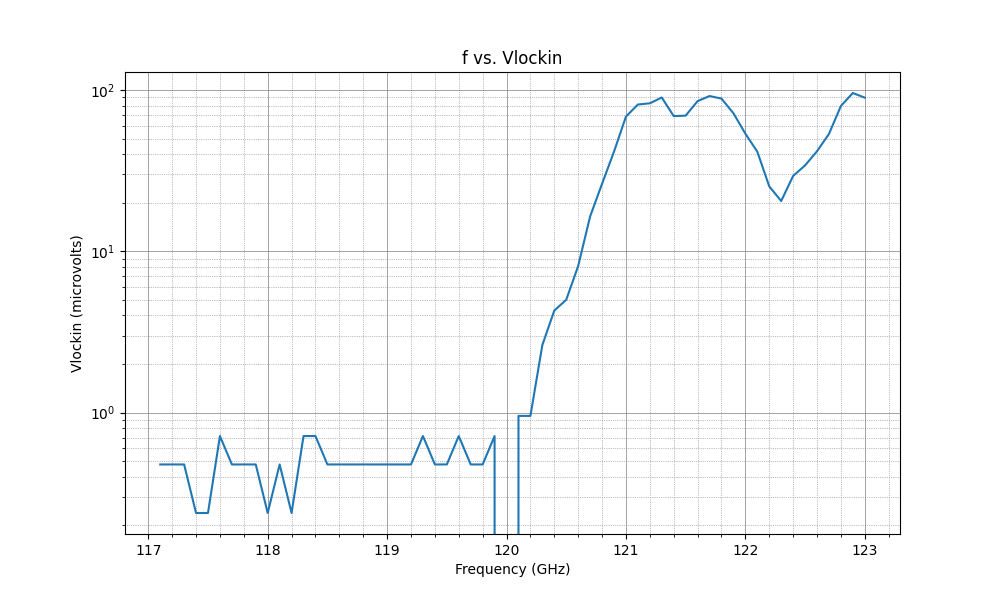 f vs. Vlockin
10²
10¹
10⁰
Vlockin (microvolts)
117 118 119 120 121 122 123
Frequency (GHz)